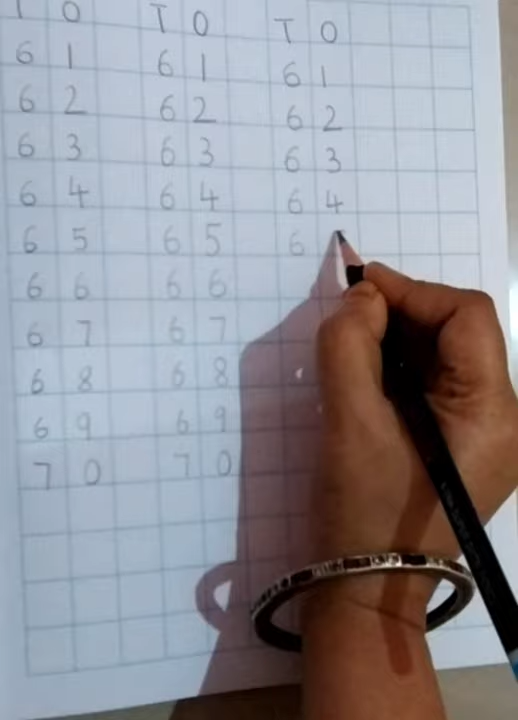 T O T O T O
6 1 6 1 6 1
6 2 6 2 6 2
6 3 6 3 6 3
6 4 6 4 6 4
6 5 6 5 6
6 6 6 6
6 7 6 7
6 8 6 8
6 9 6 9
7 0 7 0